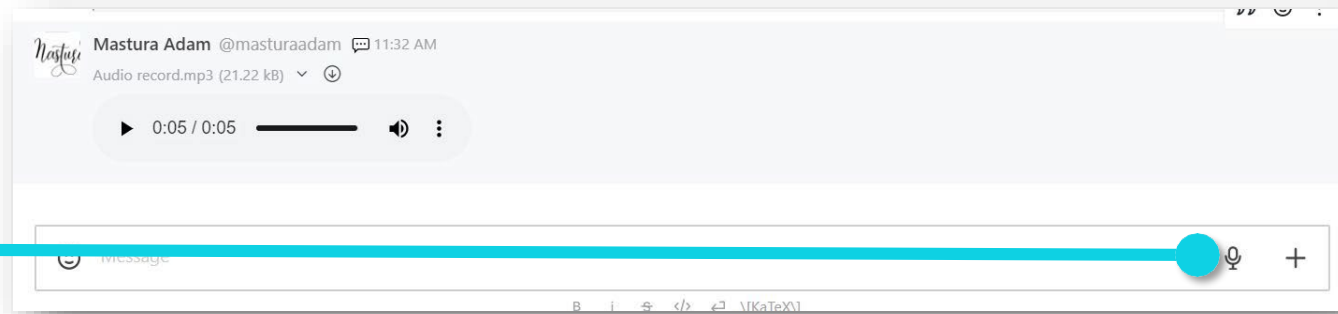 Mastura Adam @masturaadam 11:32 AM
Audio record.mp3 (21.22 kB)
0:05 / 0:05
Message
B i S </> \[KaTeX\]